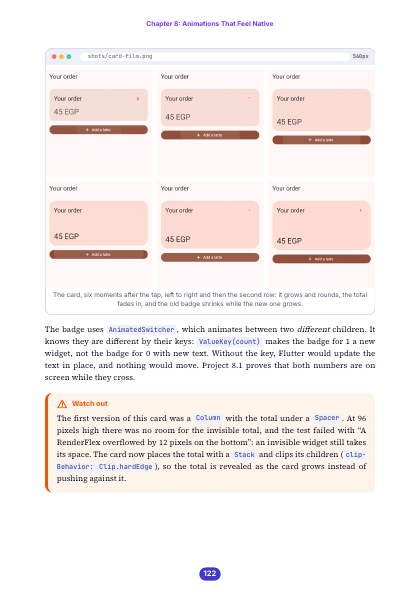 Chapter 8: Animations That Feel Native
shots/card-film.png 560px
Your order Your order Your order
Your order Your order Your order
45 EGP 45 EGP 45 EGP
+ Add a latte + Add a latte + Add a latte
Your order Your order Your order
Your order Your order Your order
45 EGP 45 EGP 45 EGP
+ Add a latte + Add a latte + Add a latte
The card, six moments after the tap, left to right and then the second row: it grows and rounds, the total
fades in, and the old badge shrinks while the new one grows.
The badge uses AnimatedSwitcher, which animates between two different children. It
knows they are different by their keys: ValueKey(count) makes the badge for 1 a new
widget, not the badge for 0 with new text. Without the key, Flutter would update the
text in place, and nothing would move. Project 8.1 proves that both numbers are on
screen while they cross.
Watch out
The first version of this card was a Column with the total under a Spacer. At 96
pixels high there was no room for the invisible total, and the test failed with “A
RenderFlex overflowed by 12 pixels on the bottom”: an invisible widget still takes
its space. The card now places the total with a Stack and clips its children (clip-
Behavior: Clip.hardEdge), so the total is revealed as the card grows instead of
pushing against it.
122